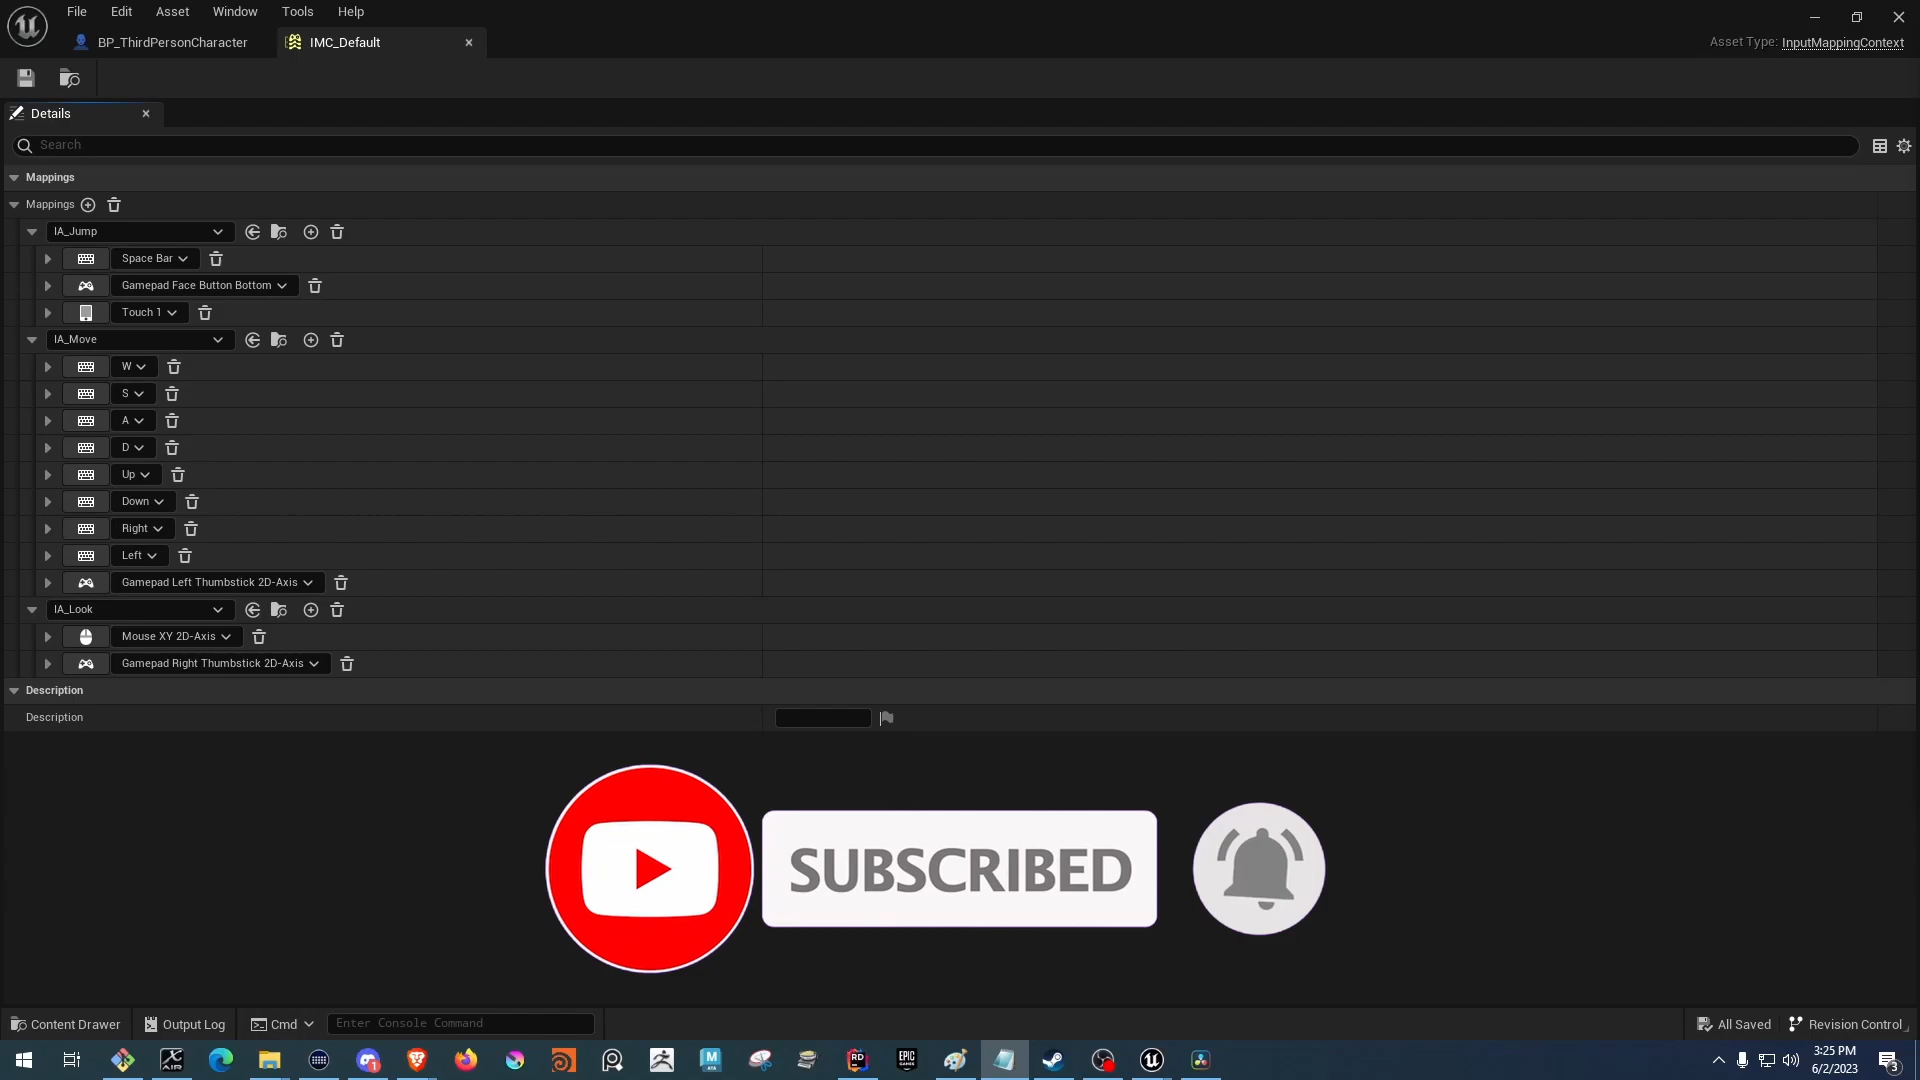 File Edit Asset Window Tools Help
BP_ThirdPersonCharacter IMC_Default Asset Type: InputMappingContext
Details
Search
Mappings
Mappings
IA_Jump
Space Bar
Gamepad Face Button Bottom
Touch 1
IA_Move
W
S
A
D
Up
Down
Right
Left
Gamepad Left Thumbstick 2D-Axis
IA_Look
Mouse XY 2D-Axis
Gamepad Right Thumbstick 2D-Axis
Description
Description
SUBSCRIBED
Content Drawer Output Log Cmd Enter Console Command All Saved Revision Control
3:25 PM
6/2/2023